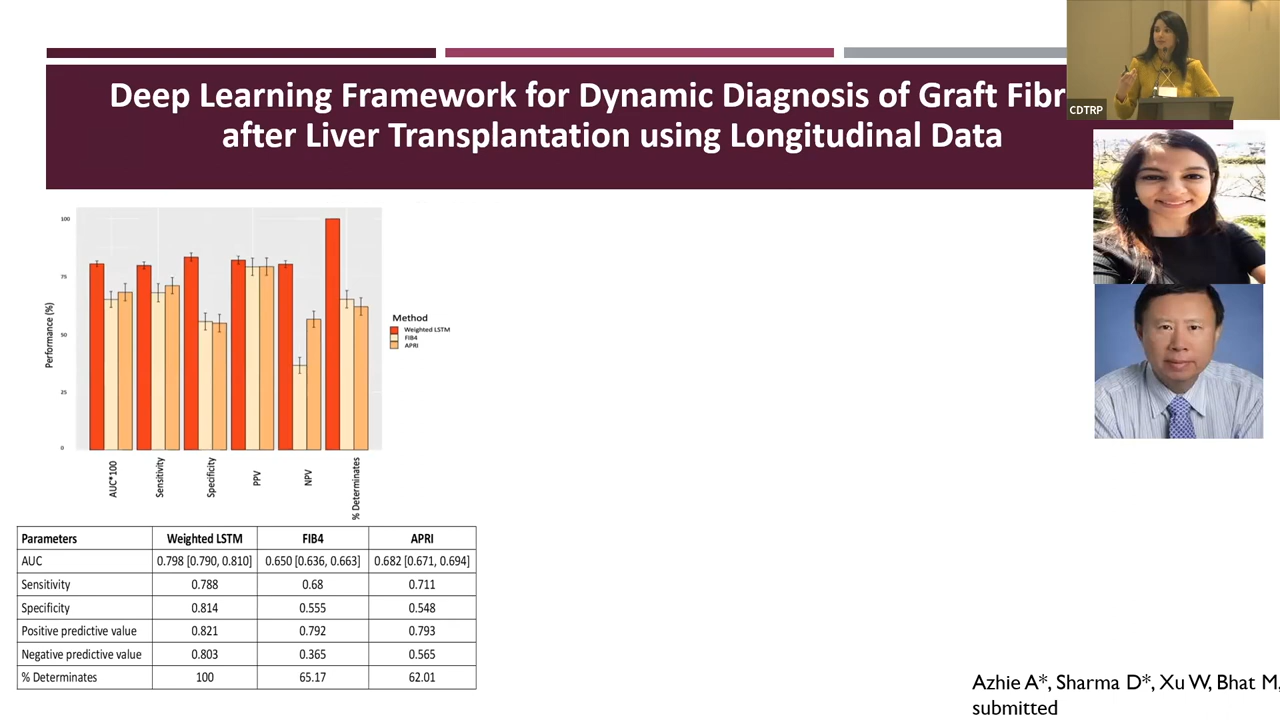 Deep Learning Framework for Dynamic Diagnosis of Graft Fibr
after Liver Transplantation using Longitudinal Data
CDTRP
100
75
50
25
0
Performance (%)
AUC*100
Sensitivity
Specificity
PPV
NPV
% Determinates
Method
Weighted LSTM
FIB4
APRI
Parameters Weighted LSTM FIB4 APRI
AUC 0.798 [0.790, 0.810] 0.650 [0.636, 0.663] 0.682 [0.671, 0.694]
Sensitivity 0.788 0.68 0.711
Specificity 0.814 0.555 0.548
Positive predictive value 0.821 0.792 0.793
Negative predictive value 0.803 0.365 0.565
% Determinates 100 65.17 62.01
Azhie A*, Sharma D*, Xu W, Bhat M,
submitted